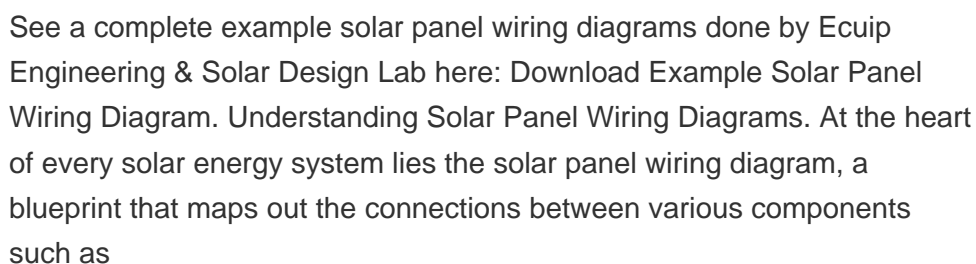 See a complete example solar panel wiring diagrams done by Ecuip
Engineering & Solar Design Lab here: Download Example Solar Panel
Wiring Diagram. Understanding Solar Panel Wiring Diagrams. At the heart
of every solar energy system lies the solar panel wiring diagram, a
blueprint that maps out the connections between various components
such as